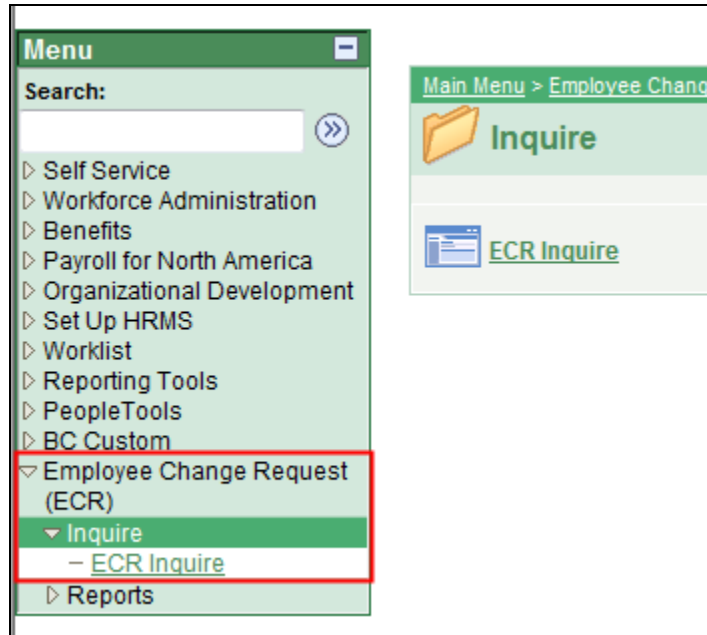 Menu
Search:
Self Service
Workforce Administration
Benefits
Payroll for North America
Organizational Development
Set Up HRMS
Worklist
Reporting Tools
PeopleTools
BC Custom
Employee Change Request
(ECR)
Inquire
ECR Inquire
Reports
Main Menu > Employee Chang
Inquire
ECR Inquire